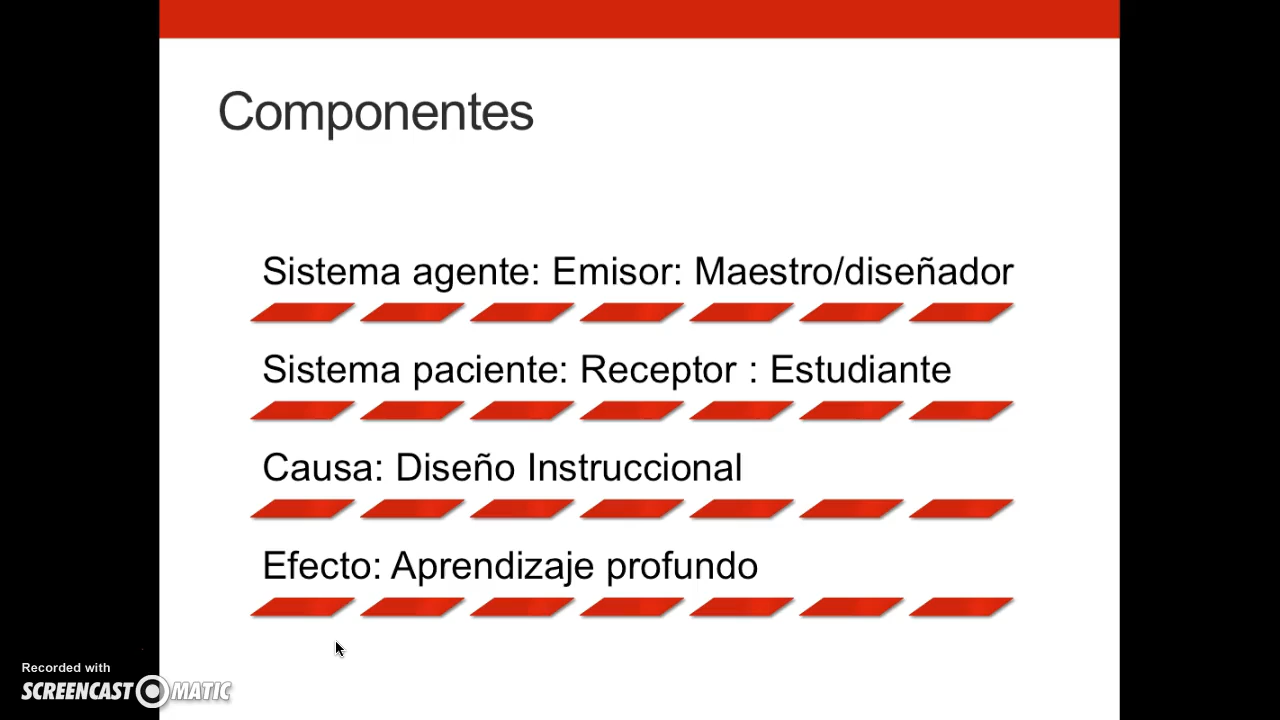 Componentes
Sistema agente: Emisor: Maestro/diseñador
Sistema paciente: Receptor : Estudiante
Causa: Diseño Instruccional
Efecto: Aprendizaje profundo
Recorded with
SCREENCAST MATIC